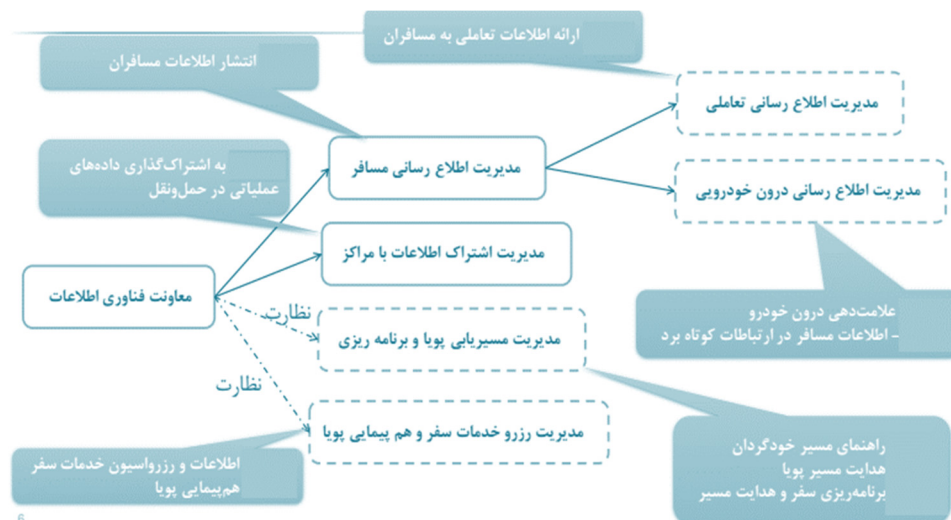 ارائه اطلاعات تعاملی به مسافران
انتشار اطلاعات مسافران
مدیریت اطلاع رسانی تعاملی
مدیریت اطلاع رسانی مسافر
به اشتراک‌گذاری داده‌های
عملیاتی در حمل‌ونقل
مدیریت اطلاع رسانی درون خودرویی
مدیریت اشتراک اطلاعات با مراکز
معاونت فناوری اطلاعات
علامت‌دهی درون خودرو
- اطلاعات مسافر در ارتباطات کوتاه برد
نظارت
مدیریت مسیریابی پویا و برنامه ریزی
نظارت
مدیریت رزرو خدمات سفر و هم پیمایی پویا
راهنمای مسیر خودگردان
هدایت مسیر پویا
برنامه‌ریزی سفر و هدایت مسیر
اطلاعات و رزرواسیون خدمات سفر
هم‌پیمایی پویا
6